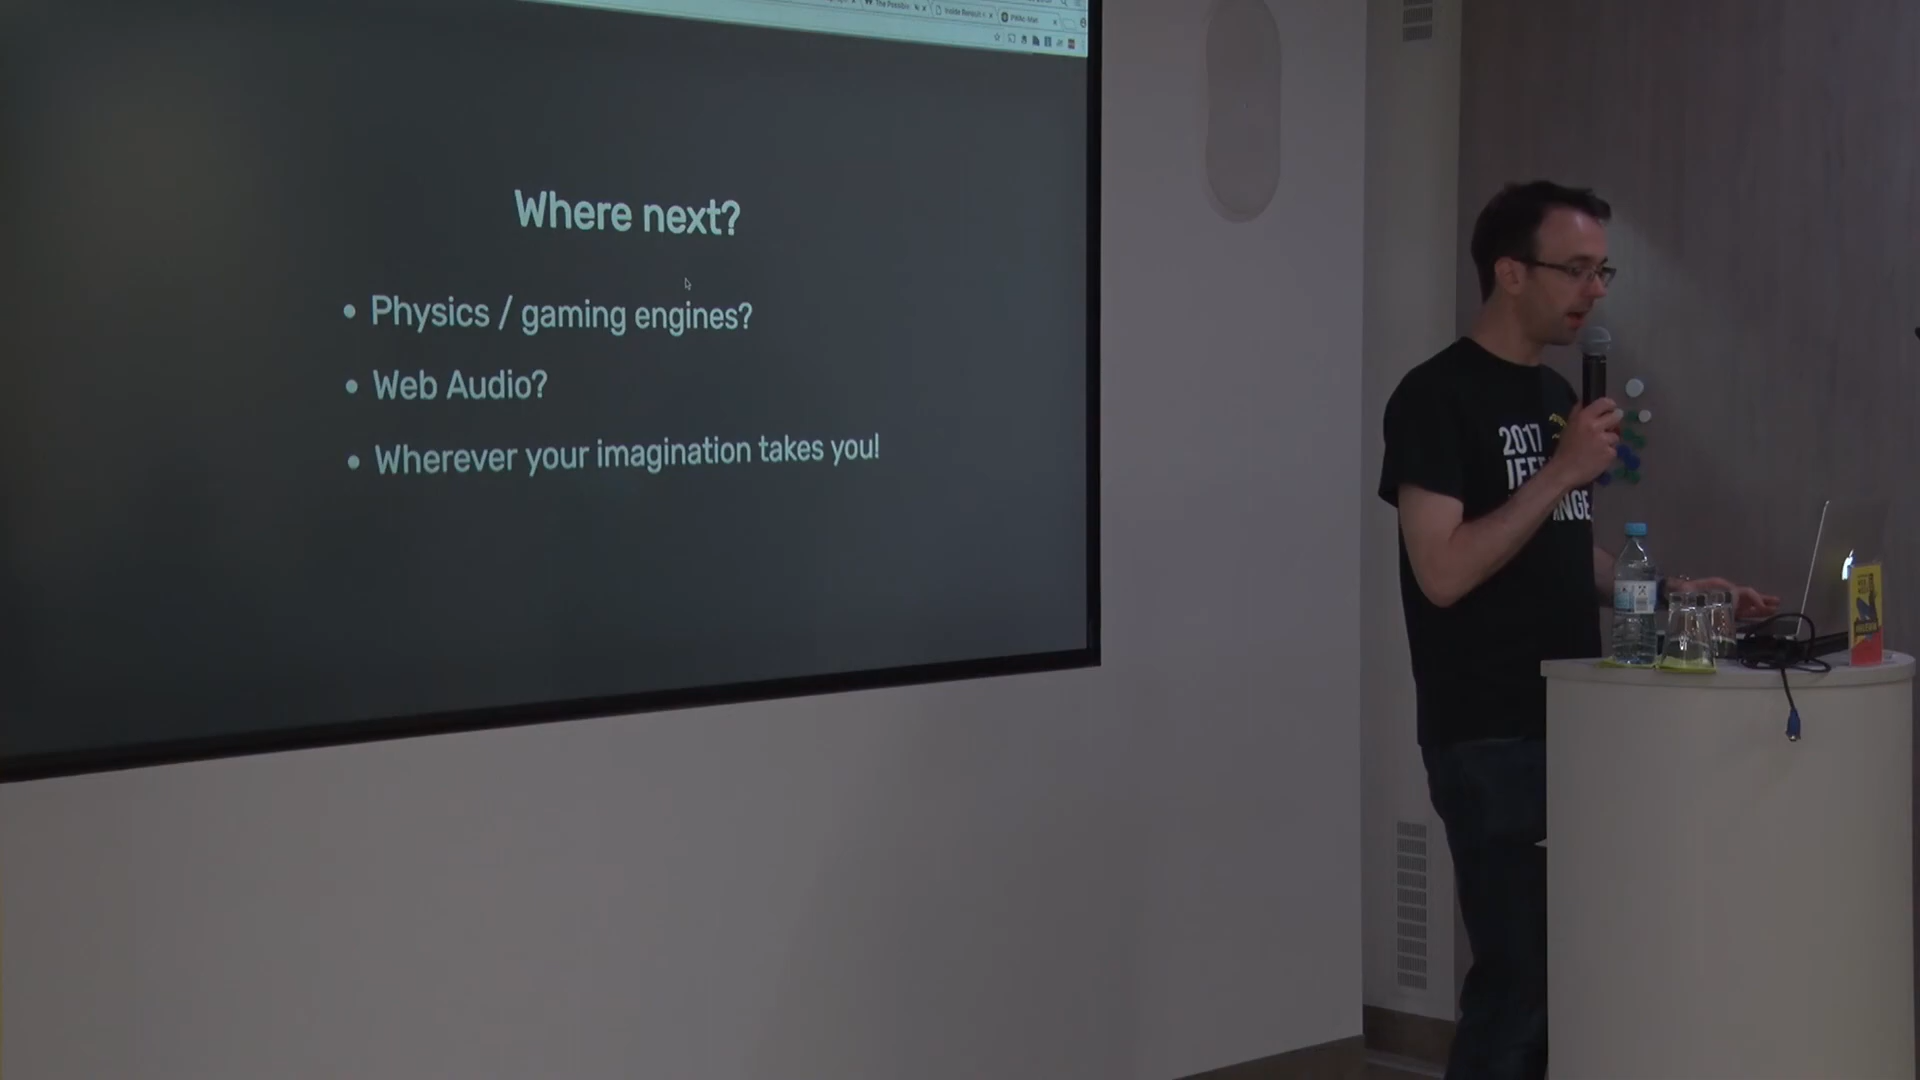 Where next?
• Physics / gaming engines?
• Web Audio?
• Wherever your imagination takes you!
2017